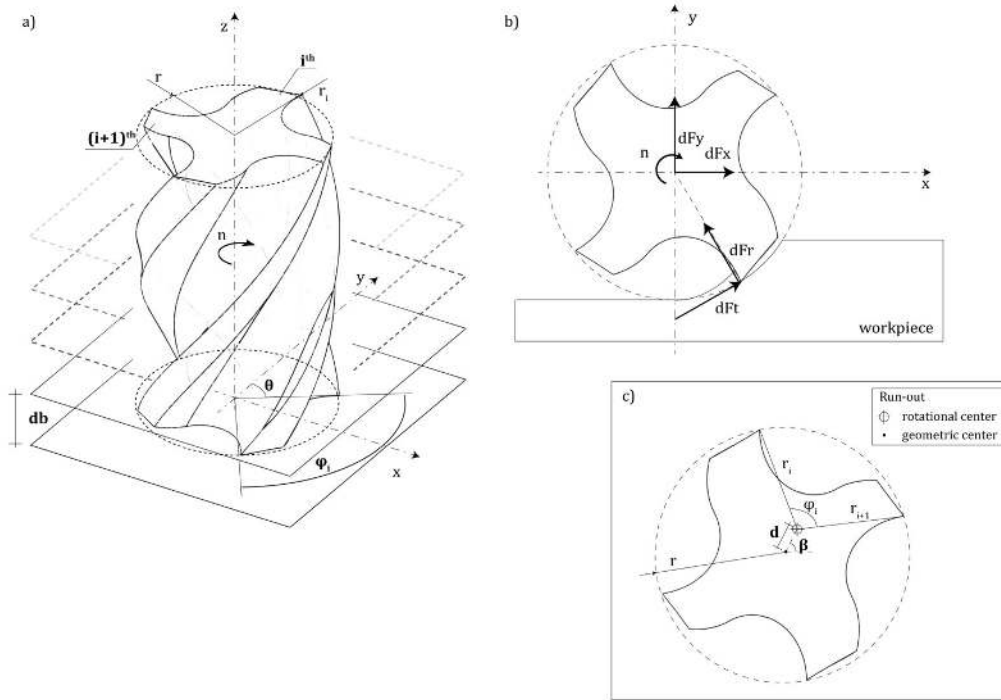 a)
z
i^th
r
r_i
(i+1)^th
n
y
θ
db
φ_i
x
b)
y
dFy
n
dFx
x
dFr
dFt
workpiece
c)
Run-out
rotational center
geometric center
r_i
φ_i
r_i+1
d
β
r